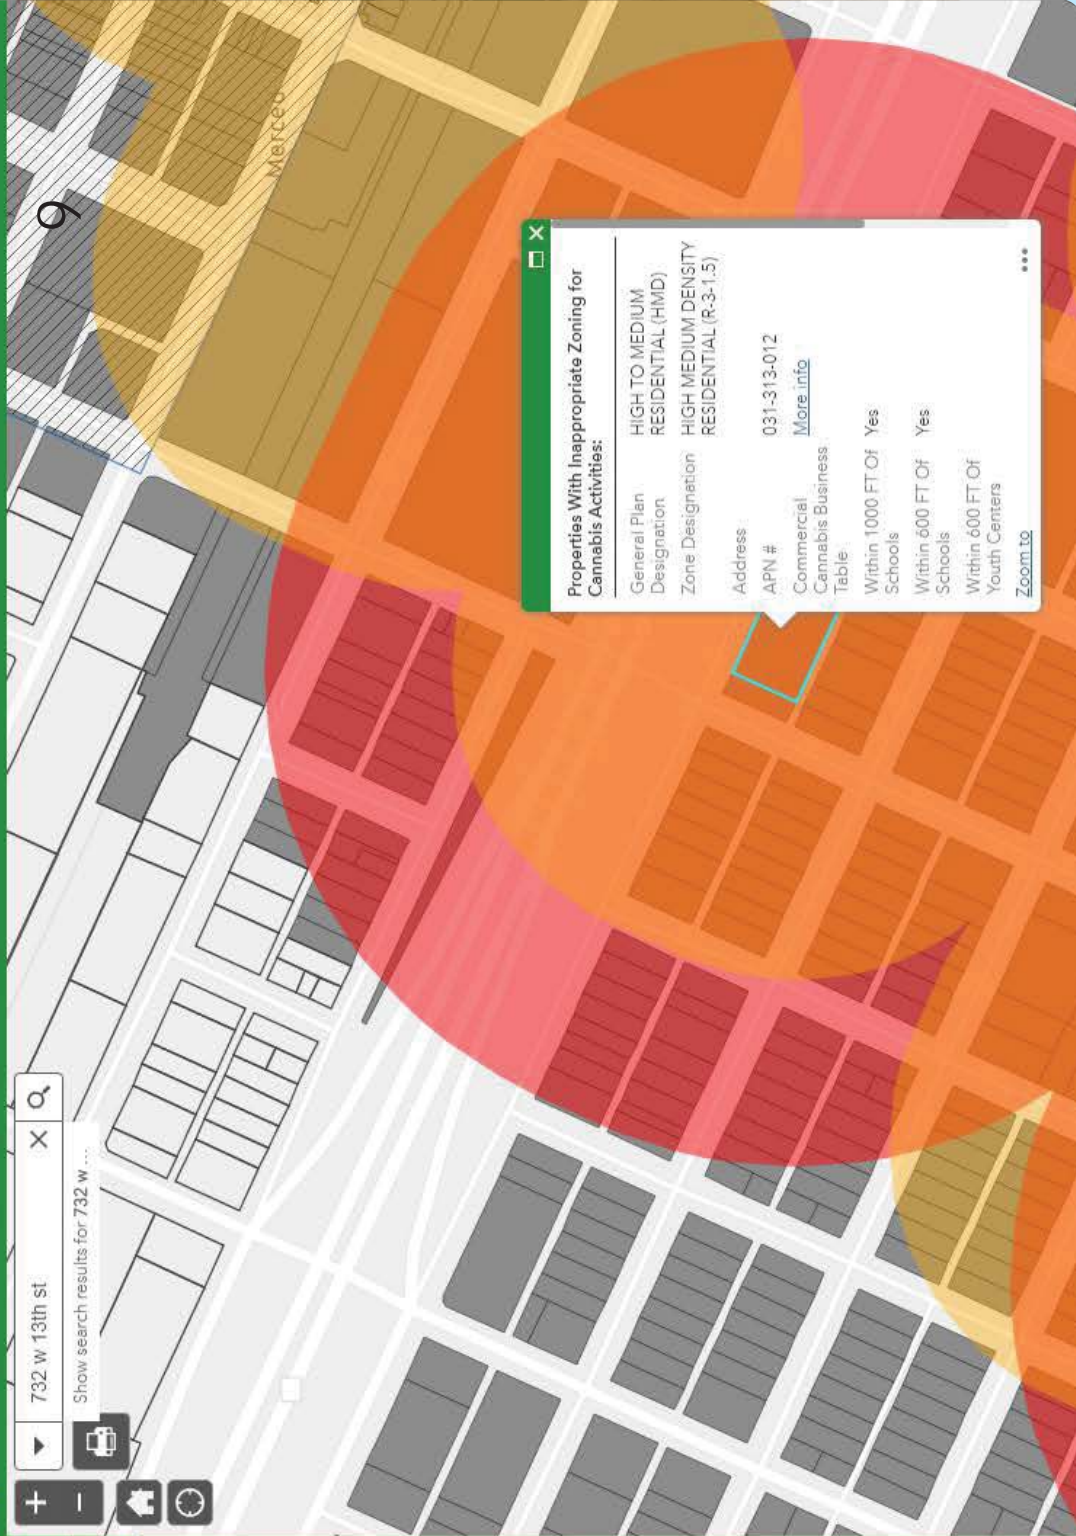 732 w 13th st
Show search results for 732 w ...
6
Merced
Properties With Inappropriate Zoning for
Cannabis Activities:
General Plan
Designation
HIGH TO MEDIUM
RESIDENTIAL (HMD)
Zone Designation
HIGH MEDIUM DENSITY
RESIDENTIAL (R-3-1.5)
Address
APN #
031-313-012
Commercial
Cannabis Business
Table
More info
Within 1000 FT Of
Schools
Yes
Within 600 FT Of
Schools
Yes
Within 600 FT Of
Youth Centers
Zoom to